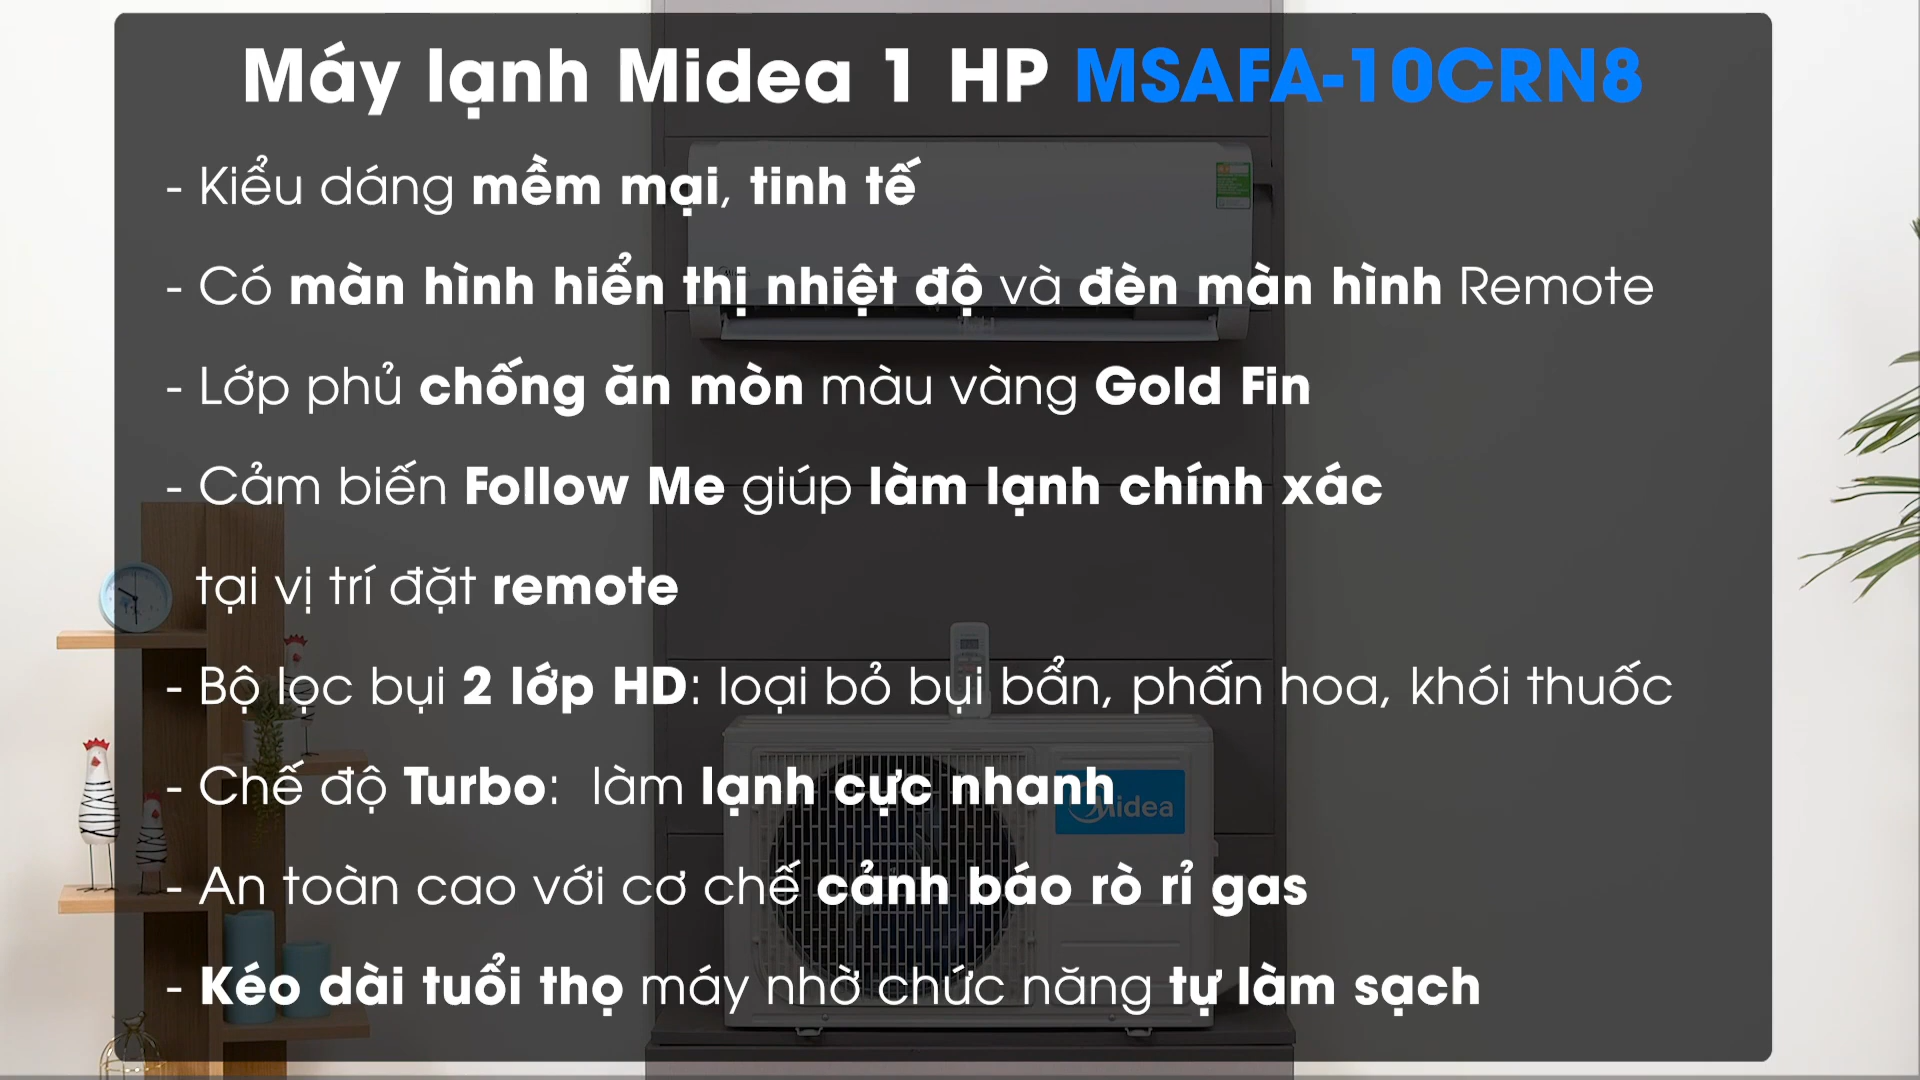 Máy lạnh Midea 1 HP MSAFA-10CRN8
- Kiểu dáng mềm mại, tinh tế
- Có màn hình hiển thị nhiệt độ và đèn màn hình Remote
- Lớp phủ chống ăn mòn màu vàng Gold Fin
- Cảm biến Follow Me giúp làm lạnh chính xác
tại vị trí đặt remote
- Bộ lọc bụi 2 lớp HD: loại bỏ bụi bẩn, phấn hoa, khói thuốc
- Chế độ Turbo:  làm lạnh cực nhanh
Midea
- An toàn cao với cơ chế cảnh báo rò rỉ gas
- Kéo dài tuổi thọ máy nhờ chức năng tự làm sạch